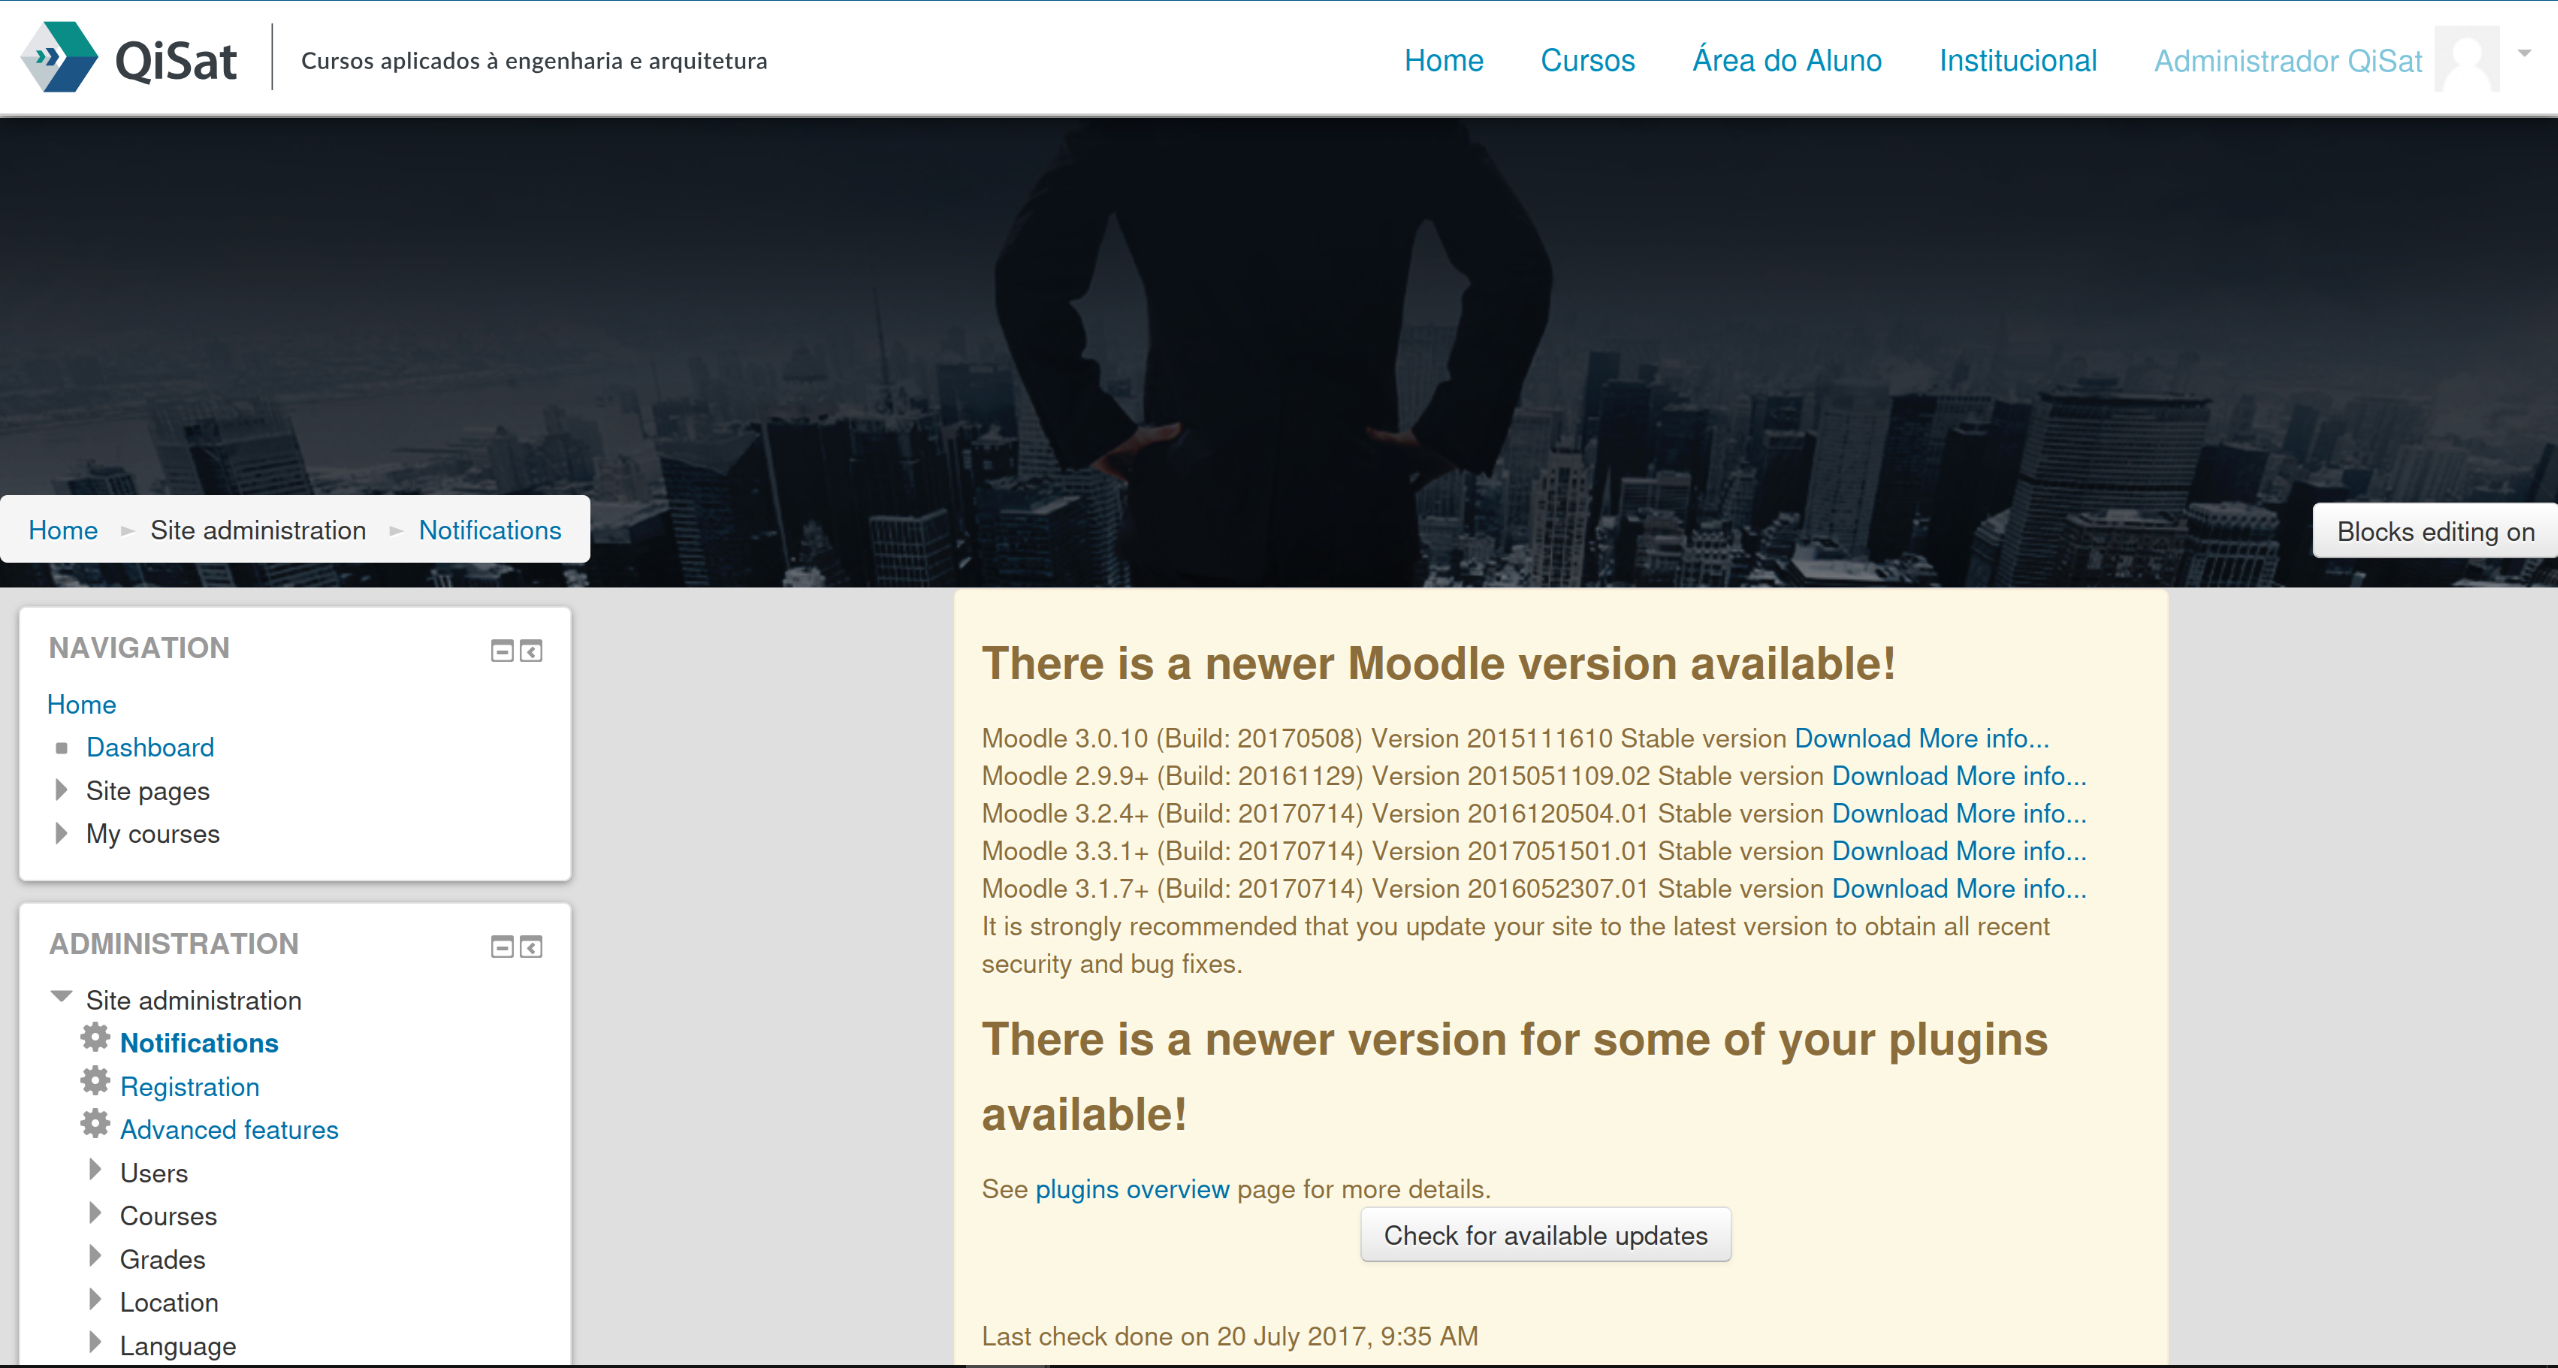 QiSat
Cursos aplicados à engenharia e arquitetura
Home
Cursos
Área do Aluno
Institucional
Administrador QiSat
Home
Site administration
Notifications
Blocks editing on
NAVIGATION
Home
Dashboard
Site pages
My courses
ADMINISTRATION
Site administration
Notifications
Registration
Advanced features
Users
Courses
Grades
Location
Language
There is a newer Moodle version available!
Moodle 3.0.10 (Build: 20170508) Version 2015111610 Stable version Download More info...
Moodle 2.9.9+ (Build: 20161129) Version 2015051109.02 Stable version Download More info...
Moodle 3.2.4+ (Build: 20170714) Version 2016120504.01 Stable version Download More info...
Moodle 3.3.1+ (Build: 20170714) Version 2017051501.01 Stable version Download More info...
Moodle 3.1.7+ (Build: 20170714) Version 2016052307.01 Stable version Download More info...
It is strongly recommended that you update your site to the latest version to obtain all recent
security and bug fixes.
There is a newer version for some of your plugins
available!
See plugins overview page for more details.
Check for available updates
Last check done on 20 July 2017, 9:35 AM